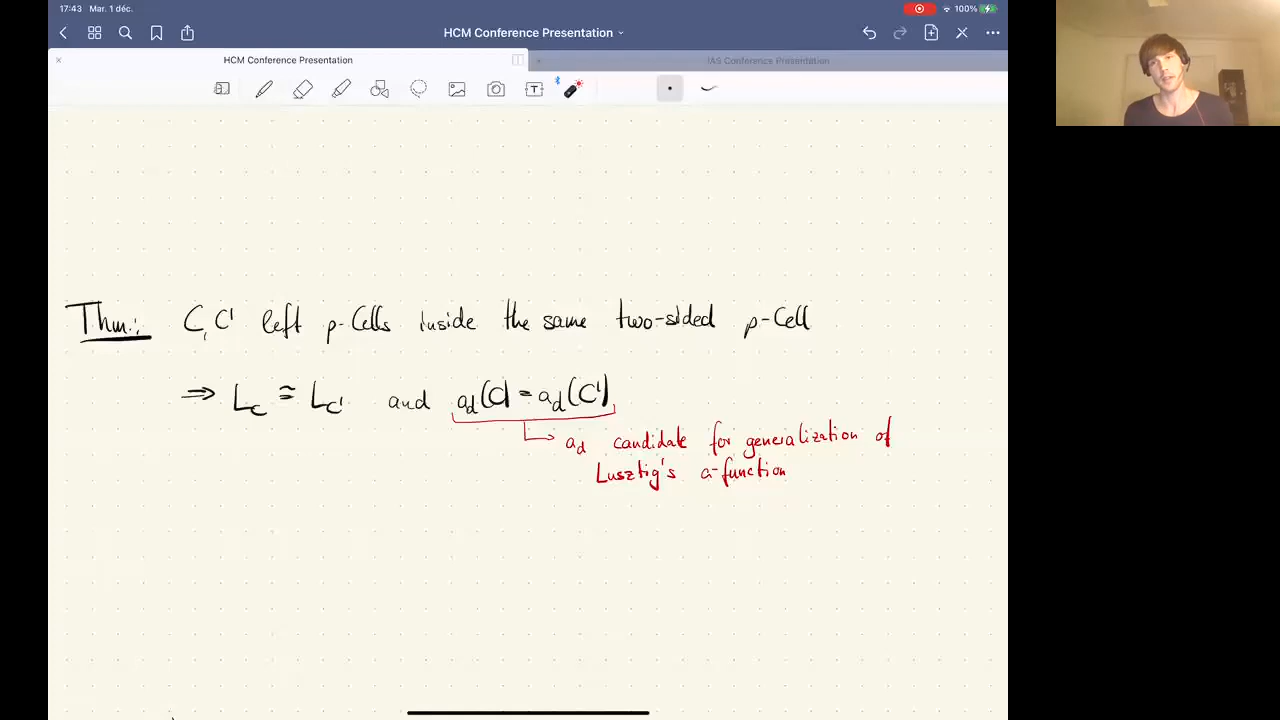 17:43 Mar. 1 déc.
100%
HCM Conference Presentation
HCM Conference Presentation
IAS Conference Presentation
T
Thm.: C, C' left p-Cells inside the same two-sided p-Cell
⇒ L_C ≅ L_C' and a_d(C) = a_d(C')
a_d candidate for generalization of
Lusztig's a-function